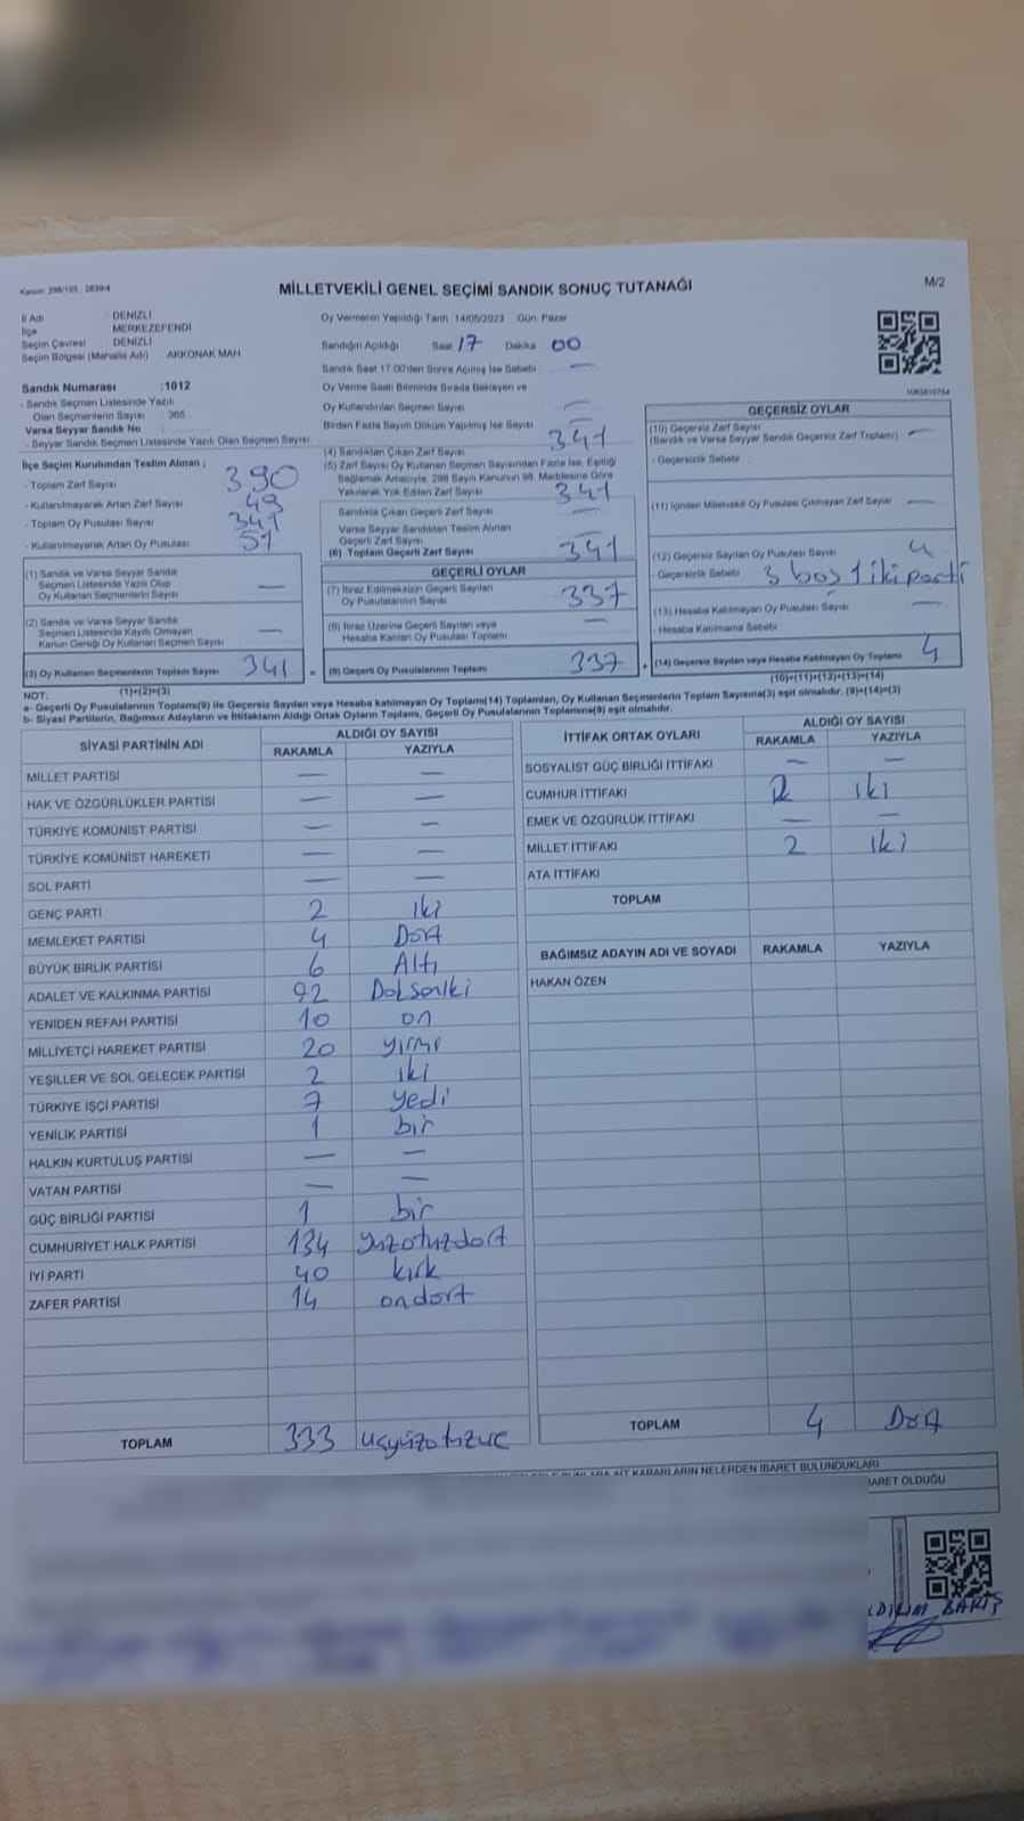 MİLLETVEKİLİ GENEL SEÇİMİ SANDIK SONUÇ TUTANAĞI
M/2
İl Adı : DENİZLİ
İlçe MERKEZEFENDİ
Seçim Çevresi DENİZLİ
Seçim Bölgesi (Mahalle Adı) AKKONAK MAH
Sandık Numarası :1012
- Sandık Seçmen Listesinde Yazılı
Olan Seçmenlerin Sayısı
Varsa Seyyar Sandık No
- Seyyar Sandık Seçmen Listesinde Yazılı Olan Seçmen Sayısı
İlçe Seçim Kurulundan Teslim Alınan ;
- Toplam Zarf Sayısı 390
- Kullanılmayarak Artan Zarf Sayısı 49
- Toplam Oy Pusulası Sayısı 341
- Kullanılmayarak Artan Oy Pusulası 51
(1) Sandık ve Varsa Seyyar Sandık
Seçmen Listesinde Yazılı Olup
Oy Kullanan Seçmenlerin Sayısı —
(2) Sandık ve Varsa Seyyar Sandık
Seçmen Listesinde Kayıtlı Olmayan
Kanun Gereği Oy Kullanan Seçmen Sayısı —
(3) Oy Kullanan Seçmenlerin Toplam Sayısı 341
(1)+(2)=(3)
Oy Vermenin Yapıldığı Tarih :14/05/2023 Gün: Pazar
Sandığın Açıldığı Saat 17 Dakika 00
Sandık Saat 17.00'den Sonra Açılmış İse Sebebi —
Oy Verme Saati Bitiminde Sırada Bekleyen ve
Oy Kullandırılan Seçmen Sayısı —
Birden Fazla Sayım Döküm Yapılmış İse Sayısı —
(4) Sandıktan Çıkan Zarf Sayısı 341
(5) Zarf Sayısı Oy Kullanan Seçmen Sayısından Fazla İse, Eşitliği
Sağlamak Amacıyla, 298 Sayılı Kanunun 98. Maddesine Göre
Yakılarak Yok Edilen Zarf Sayısı
Sandıkta Çıkan Geçerli Zarf Sayısı 341
Varsa Seyyar Sandıktan Teslim Alınan
Geçerli Zarf Sayısı —
(6) Toplam Geçerli Zarf Sayısı 341
GEÇERLİ OYLAR
(7) İtiraz Edilmeksizin Geçerli Sayılan
Oy Pusulalarının Sayısı 337
(8) İtiraz Üzerine Geçerli Sayılan veya
Hesaba Katılan Oy Pusulası Toplamı —
= (9) Geçerli Oy Pusulalarının Toplamı 337
GEÇERSİZ OYLAR
(10) Geçersiz Zarf Sayısı
(Sandık ve Varsa Seyyar Sandık Geçersiz Zarf Toplamı) —
- Geçersizlik Sebebi
(11) İçinden Milletvekili Oy Pusulası Çıkmayan Zarf Sayısı —
(12) Geçersiz Sayılan Oy Pusulası Sayısı 4
- Geçersizlik Sebebi 3 boş 1 iki parti
(13) Hesaba Katılmayan Oy Pusulası Sayısı —
- Hesaba Katılmama Sebebi
+ (14) Geçersiz Sayılan veya Hesaba Katılmayan Oy Toplamı 4
(10)+(11)+(12)+(13)=(14)
NOT:
a- Geçerli Oy Pusulalarının Toplamı(9) ile Geçersiz Sayılan veya Hesaba katılmayan Oy Toplamı(14) Toplamları, Oy Kullanan Seçmenlerin Toplam Sayısına(3) eşit olmalıdır. (9)+(14)=(3)
b- Siyasi Partilerin, Bağımsız Adayların ve İttifakların Aldığı Ortak Oyların Toplamı, Geçerli Oy Pusulalarının Toplamına(9) eşit olmalıdır.
SİYASİ PARTİNİN ADI ALDIĞI OY SAYISI
RAKAMLA YAZIYLA
MİLLET PARTİSİ — —
HAK VE ÖZGÜRLÜKLER PARTİSİ — —
TÜRKİYE KOMÜNİST PARTİSİ — —
TÜRKİYE KOMÜNİST HAREKETİ — —
SOL PARTİ — —
GENÇ PARTİ 2 iki
MEMLEKET PARTİSİ 4 Dört
BÜYÜK BİRLİK PARTİSİ 6 Altı
ADALET VE KALKINMA PARTİSİ 92 Doksaniki
YENİDEN REFAH PARTİSİ 10 on
MİLLİYETÇİ HAREKET PARTİSİ 20 yirmi
YEŞİLLER VE SOL GELECEK PARTİSİ 2 iki
TÜRKİYE İŞÇİ PARTİSİ 7 yedi
YENİLİK PARTİSİ 1 bir
HALKIN KURTULUŞ PARTİSİ — —
VATAN PARTİSİ — —
GÜÇ BİRLİĞİ PARTİSİ 1 bir
CUMHURİYET HALK PARTİSİ 134 yüzotuzdört
İYİ PARTİ 40 kırk
ZAFER PARTİSİ 14 ondört
TOPLAM 333 üçyüzotuzüç
İTTİFAK ORTAK OYLARI ALDIĞI OY SAYISI
RAKAMLA YAZIYLA
SOSYALİST GÜÇ BİRLİĞİ İTTİFAKI — —
CUMHUR İTTİFAKI 2 iki
EMEK VE ÖZGÜRLÜK İTTİFAKI — —
MİLLET İTTİFAKI 2 iki
ATA İTTİFAKI
TOPLAM
BAĞIMSIZ ADAYIN ADI VE SOYADI RAKAMLA YAZIYLA
HAKAN ÖZEN
TOPLAM 4 Dört
KARARLARIN NELERDEN İBARET BULUNDUKLARI
BARET OLDUĞU
BARIŞ